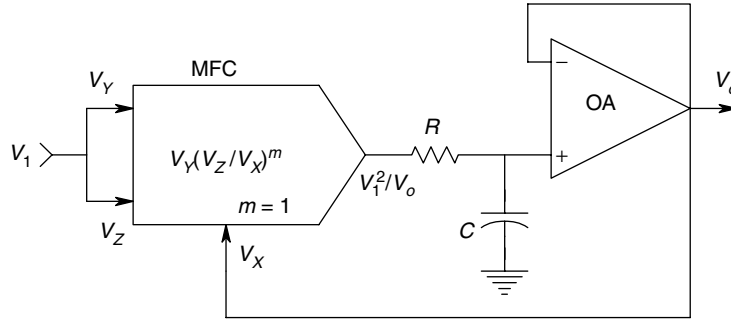 MFC
V_Y
V_1
V_Y(V_Z/V_X)^m
m = 1
V_Z
V_X
R
V_1^2/V_o
C
−
OA
+
V_o